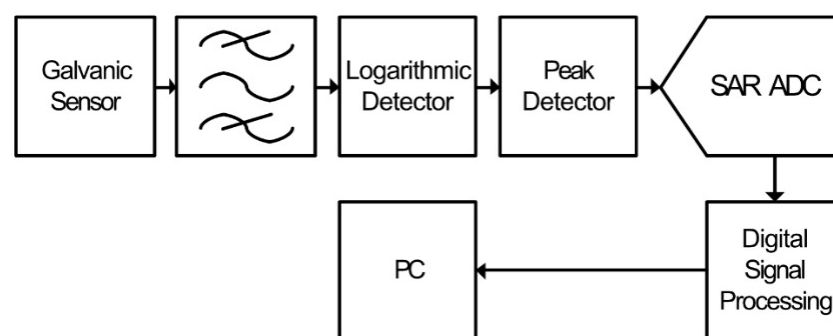 Galvanic
Sensor
Logarithmic
Detector
Peak
Detector
SAR ADC
PC
Digital
Signal
Processing